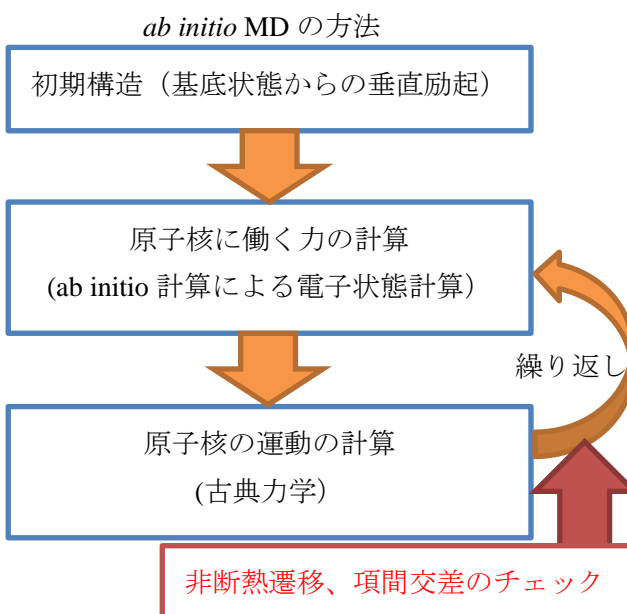 ab initio MD の方法
初期構造（基底状態からの垂直励起）
原子核に働く力の計算
(ab initio 計算による電子状態計算）
繰り返し
原子核の運動の計算
(古典力学）
非断熱遷移、項間交差のチェック